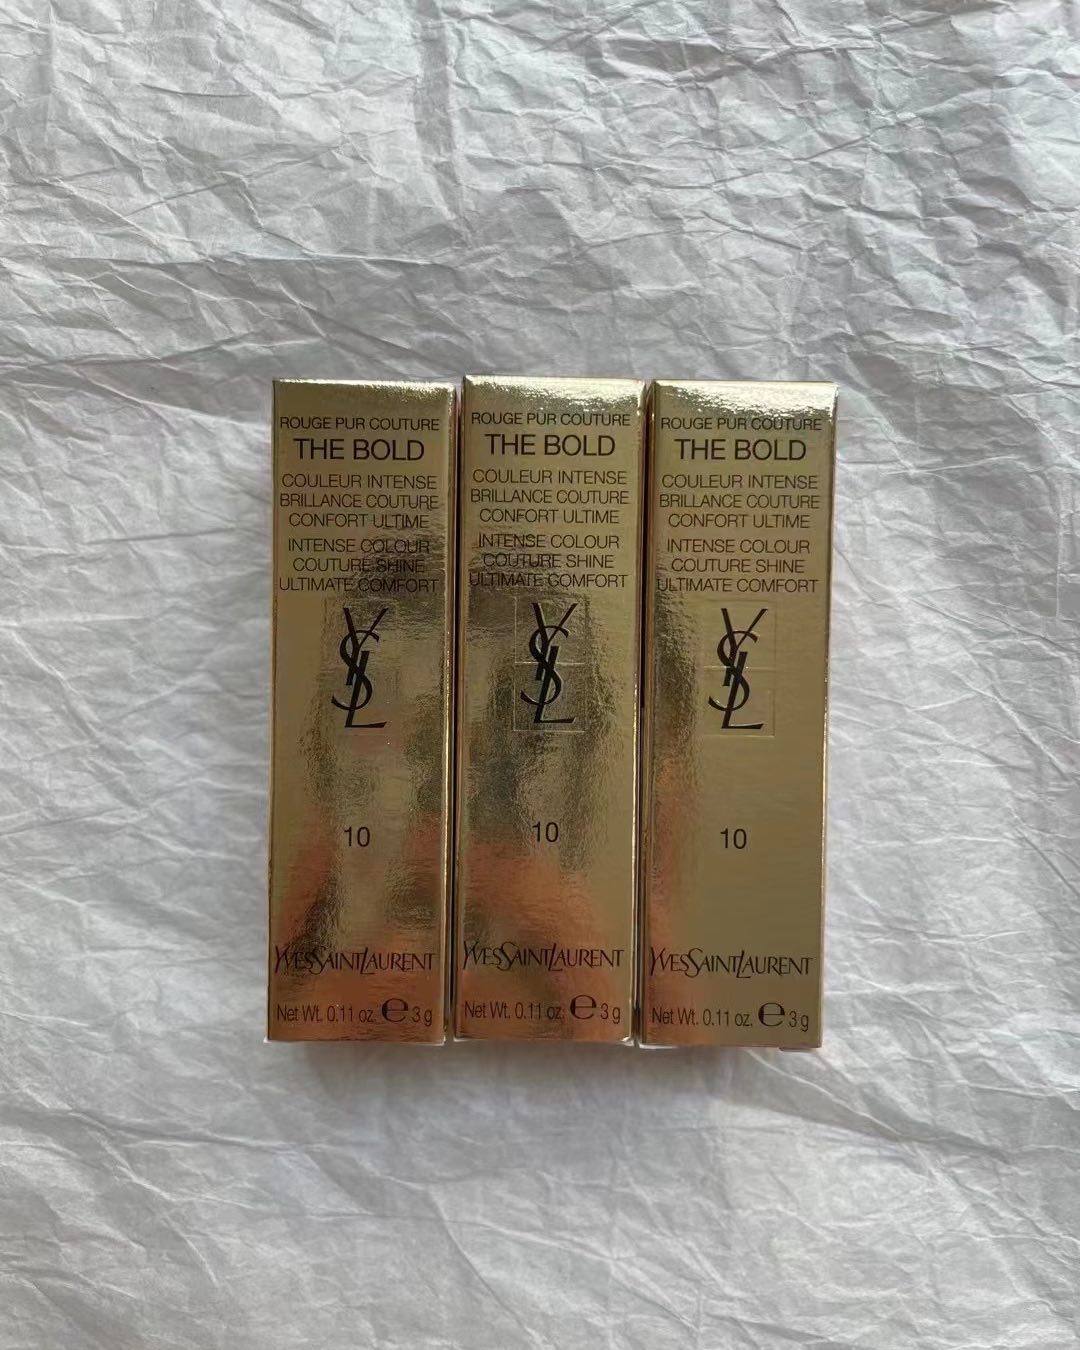 ROUGE PUR COUTURE
THE BOLD
COULEUR INTENSE
BRILLANCE COUTURE
CONFORT ULTIME
INTENSE COLOUR
COUTURE SHINE
ULTIMATE COMFORT
YSL
10
YVESSAINTLAURENT
Net Wt. 0.11 oz. e 3 g
ROUGE PUR COUTURE
THE BOLD
COULEUR INTENSE
BRILLANCE COUTURE
CONFORT ULTIME
INTENSE COLOUR
COUTURE SHINE
ULTIMATE COMFORT
YSL
10
YVESSAINTLAURENT
Net Wt. 0.11 oz. e 3 g
ROUGE PUR COUTURE
THE BOLD
COULEUR INTENSE
BRILLANCE COUTURE
CONFORT ULTIME
INTENSE COLOUR
COUTURE SHINE
ULTIMATE COMFORT
YSL
10
YVESSAINTLAURENT
Net Wt. 0.11 oz. e 3 g